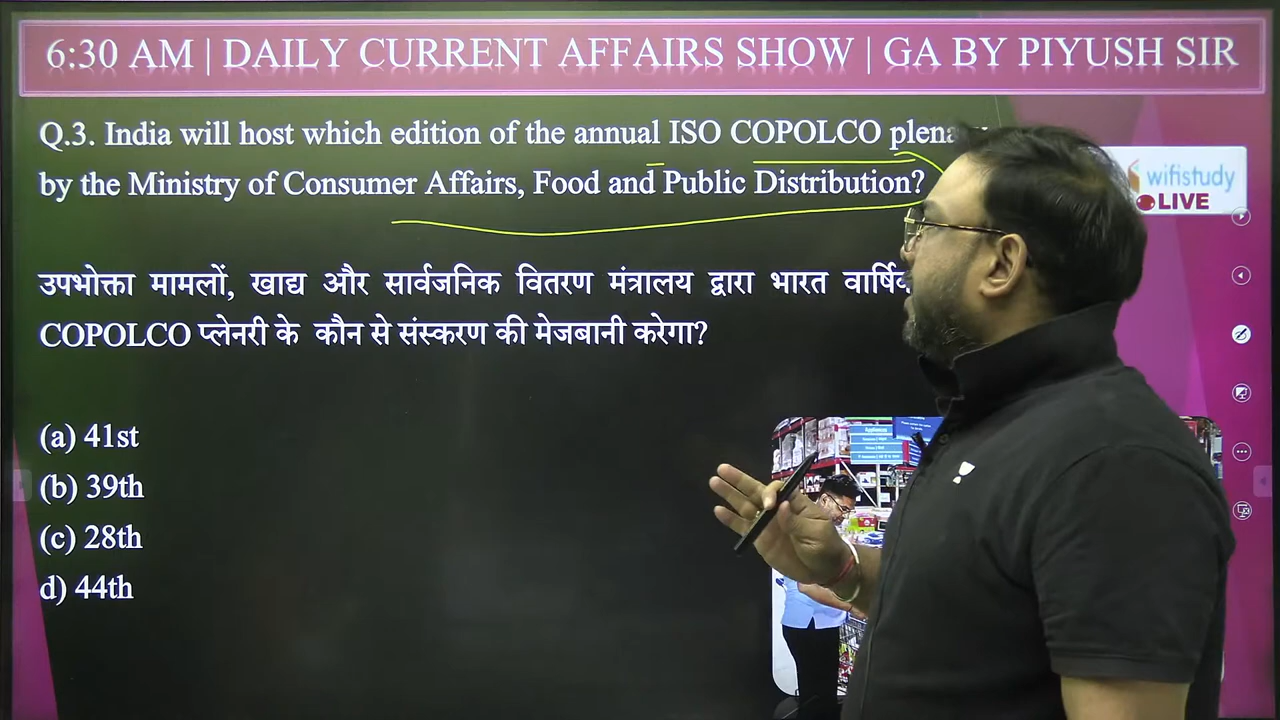 6:30 AM | DAILY CURRENT AFFAIRS SHOW | GA BY PIYUSH SIR
Q.3. India will host which edition of the annual ISO COPOLCO
by the Ministry of Consumer Affairs, Food and Public Distribution?
wifistudy
LIVE
उपभोक्ता मामलों, खाद्य और सार्वजनिक वितरण मंत्रालय द्वारा भारत
COPOLCO प्लेनरी के कौन से संस्करण की मेजबानी करेगा?
(a) 41st
(b) 39th
(c) 28th
d) 44th